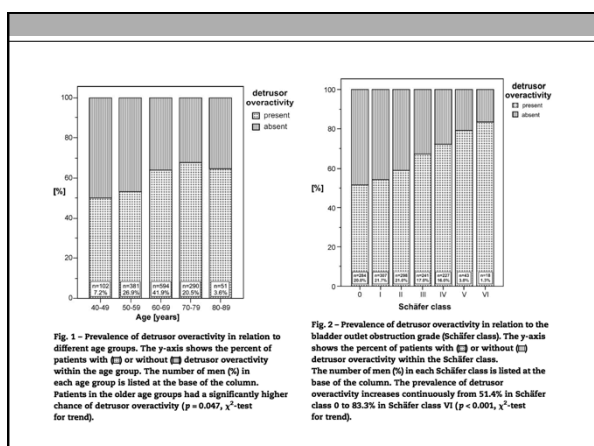 detrusor
overactivity
present
absent
100
80
60
40
20
0
[%]
n=102
7.2%
n=381
26.9%
n=594
41.9%
n=290
20.5%
n=51
3.6%
40-49 50-59 60-69 70-79 80-89
Age [years]
Fig. 1 – Prevalence of detrusor overactivity in relation to
different age groups. The y-axis shows the percent of
patients with () or without () detrusor overactivity
within the age group. The number of men (%) in
each age group is listed at the base of the column.
Patients in the older age groups had a significantly higher
chance of detrusor overactivity (p = 0.047, χ²-test
for trend).
detrusor
overactivity
present
absent
100
80
60
40
20
0
[%]
0 I II III IV V VI
Schäfer class
Fig. 2 – Prevalence of detrusor overactivity in relation to the
bladder outlet obstruction grade (Schäfer class). The y-axis
shows the percent of patients with () or without ()
detrusor overactivity within the Schäfer class.
The number of men (%) in each Schäfer class is listed at the
base of the column. The prevalence of detrusor
overactivity increases continuously from 51.4% in Schäfer
class 0 to 83.3% in Schäfer class VI (p < 0.001, χ²-test
for trend).